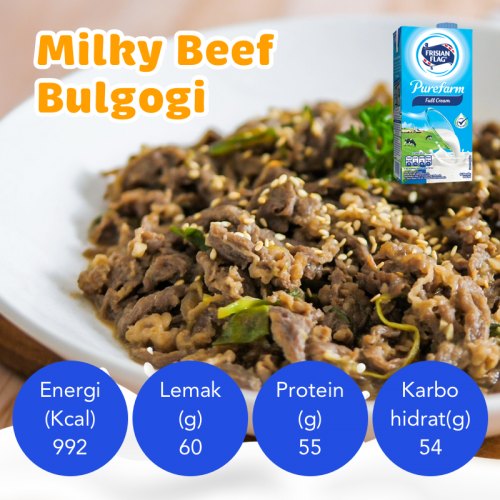 Milky Beef
Bulgogi
FRISIAN
FLAG
Purefarm
Full Cream
Energi
(Kcal)
992
Lemak
(g)
60
Protein
(g)
55
Karbo
hidrat(g)
54